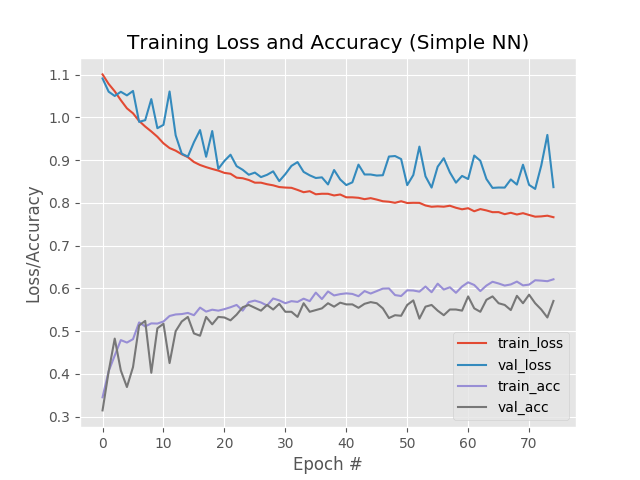 Training Loss and Accuracy (Simple NN)
1.1
1.0
0.9
0.8
0.7
0.6
0.5
0.4
0.3
Loss/Accuracy
train_loss
val_loss
train_acc
val_acc
0 10 20 30 40 50 60 70
Epoch #